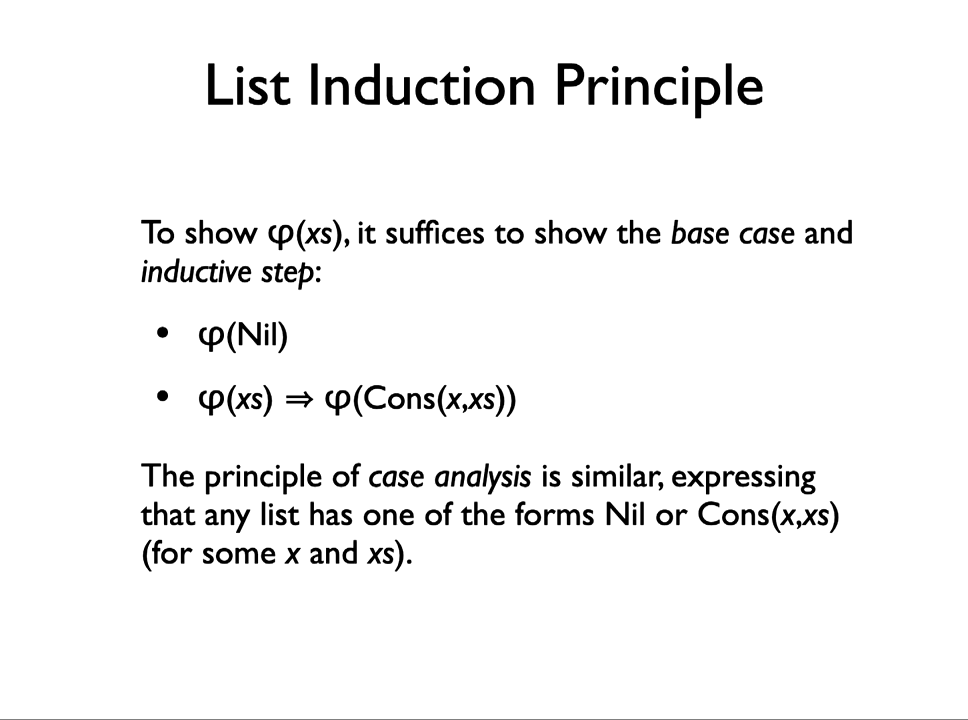 List Induction Principle
To show φ(xs), it suffices to show the base case and
inductive step:
• φ(Nil)
• φ(xs) ⇒ φ(Cons(x,xs))
The principle of case analysis is similar, expressing
that any list has one of the forms Nil or Cons(x,xs)
(for some x and xs).